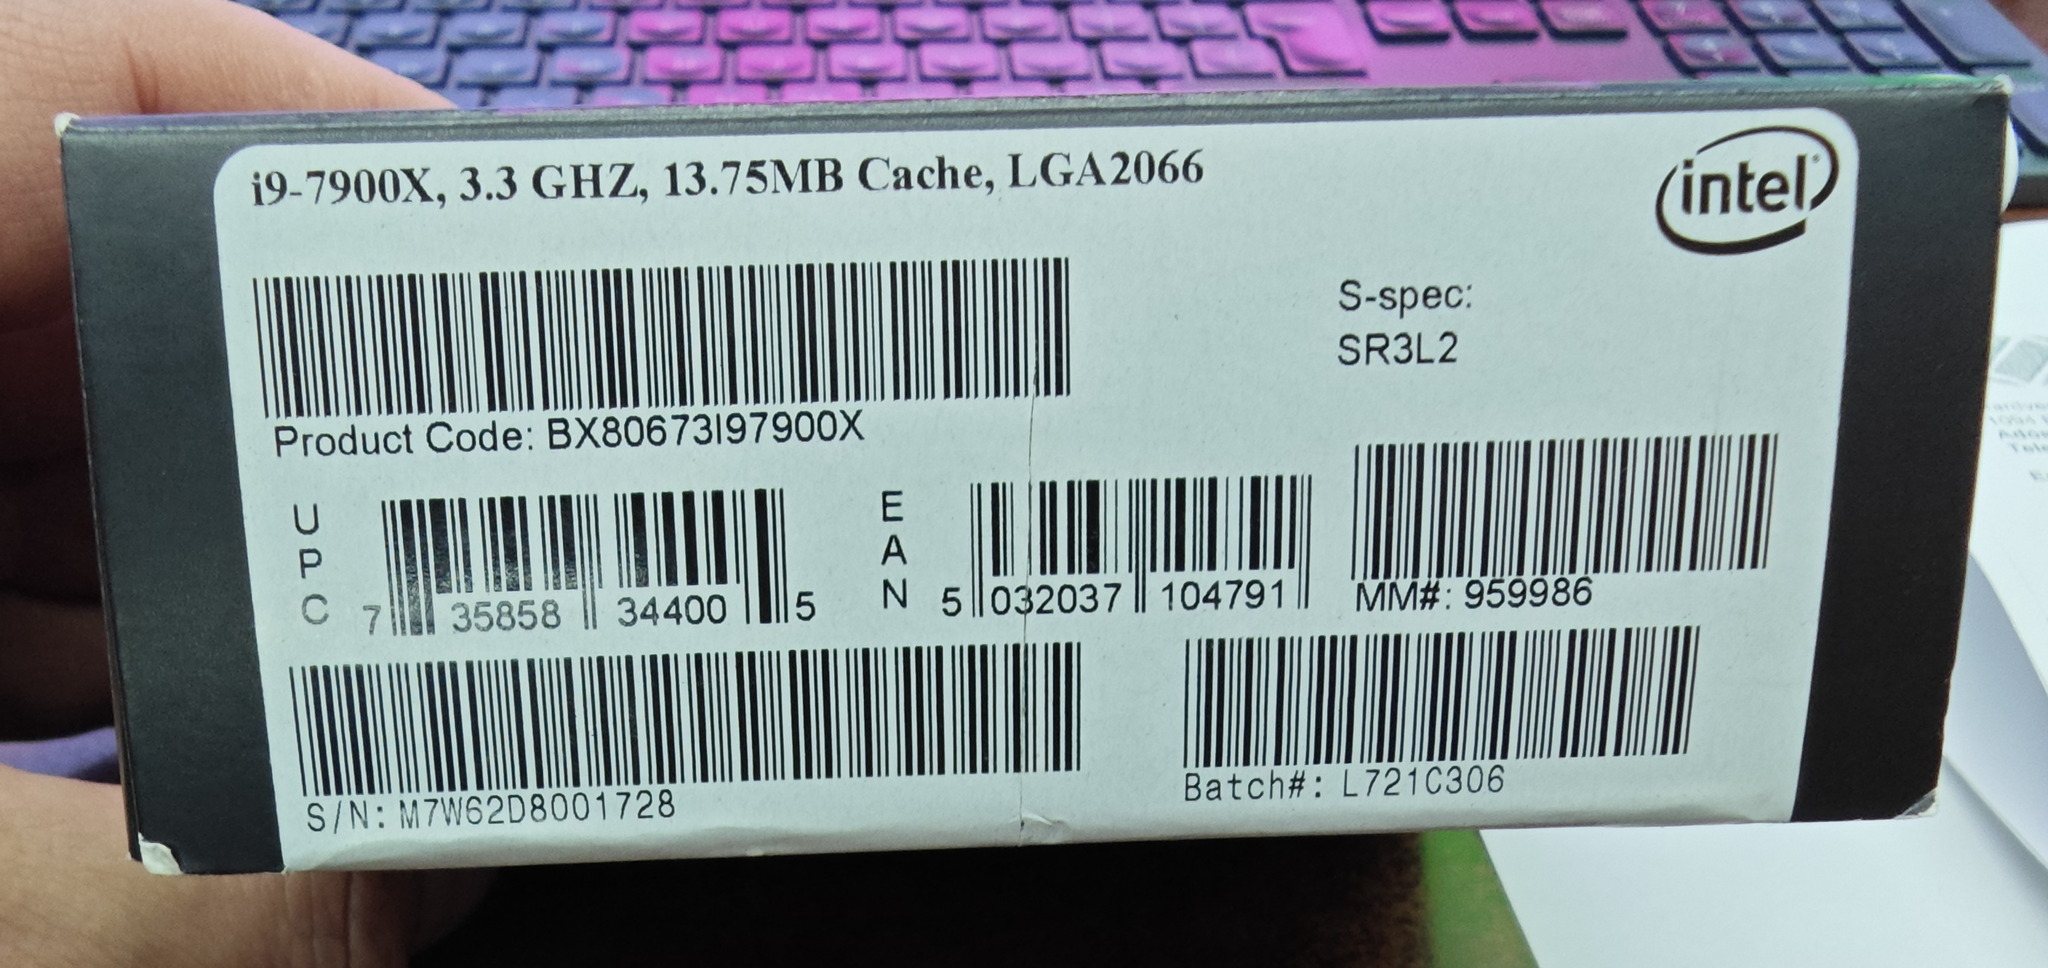 i9-7900X, 3.3 GHZ, 13.75MB Cache, LGA2066
intel
S-spec:
SR3L2
Product Code: BX80673I97900X
UPC
7 35858 34400 5
EAN
5 032037 104791
MM#: 959986
S/N: M7W62D8001728
Batch#: L721C306